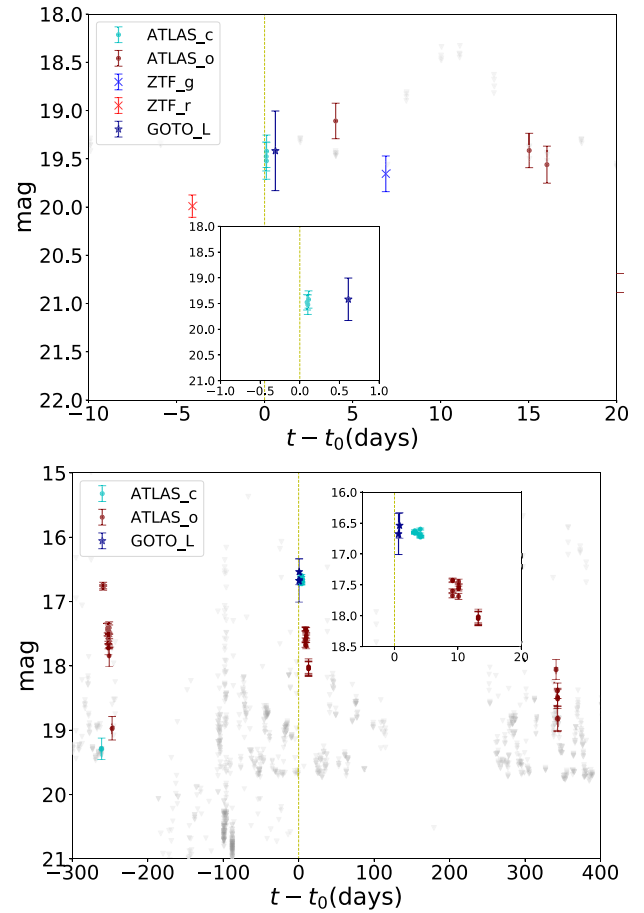 18.0
18.5
19.0
19.5
20.0
20.5
21.0
21.5
22.0
mag
ATLAS_c
ATLAS_o
ZTF_g
ZTF_r
GOTO_L
18.0
18.5
19.0
19.5
20.0
20.5
21.0
−1.0 −0.5 0.0 0.5 1.0
−10 −5 0 5 10 15 20
t − t0(days)
15
16
17
18
19
20
21
mag
ATLAS_c
ATLAS_o
GOTO_L
16.0
16.5
17.0
17.5
18.0
18.5
0 10 20
−300 −200 −100 0 100 200 300 400
t − t0(days)